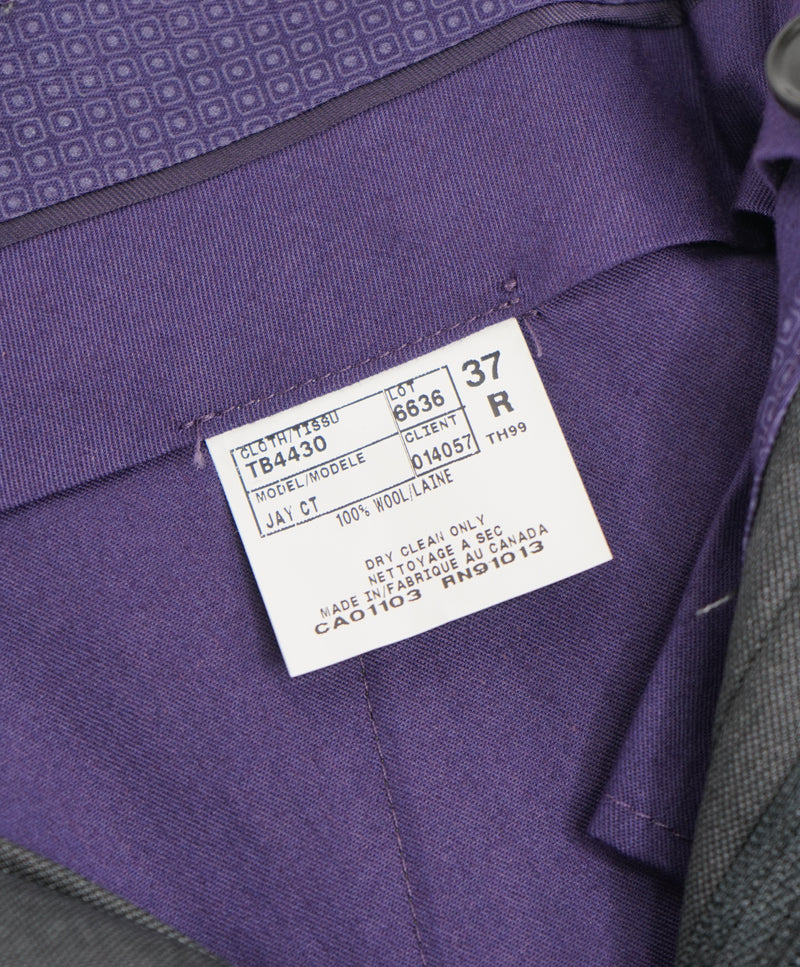 CLOTH/TISSU
TB4430
LOT
6636
37
R
MODEL/MODELE
JAY CT
CLIENT
014057
TH99
100% WOOL/LAINE
DRY CLEAN ONLY
NETTOYAGE A SEC
MADE IN/FABRIQUE AU CANADA
CA01103 RN91013